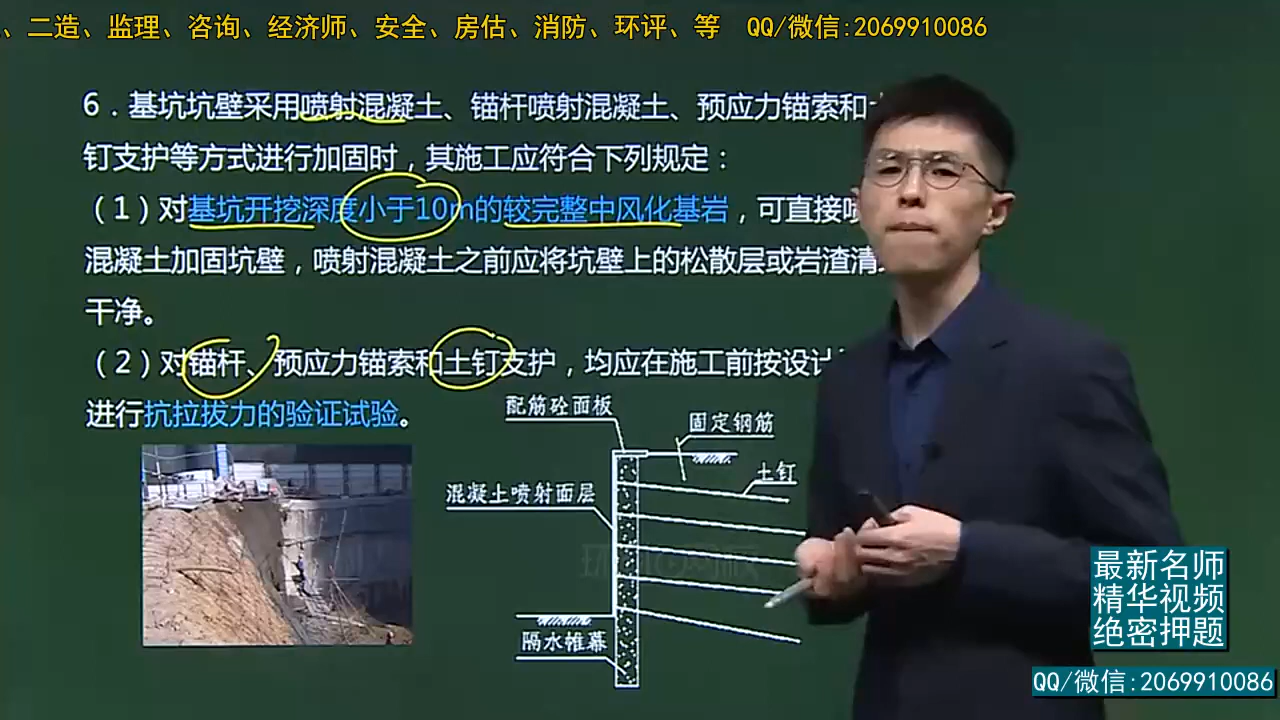 、二造、监理、咨询、经济师、安全、房估、消防、环评、等 QQ/微信:2069910086
6．基坑坑壁采用喷射混凝土、锚杆喷射混凝土、预应力锚索和
钉支护等方式进行加固时，其施工应符合下列规定：
（1）对基坑开挖深度小于10m的较完整中风化基岩，可直接喷
混凝土加固坑壁，喷射混凝土之前应将坑壁上的松散层或岩渣清
干净。
（2）对锚杆、预应力锚索和土钉支护，均应在施工前按设计
进行抗拉拔力的验证试验。
配筋砼面板
固定钢筋
土钉
混凝土喷射面层
隔水帷幕
最新名师
精华视频
绝密押题
QQ/微信:2069910086